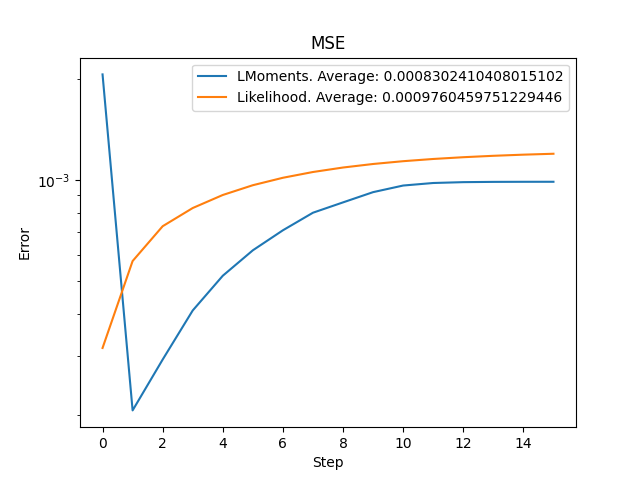 MSE
LMoments. Average: 0.0008302410408015102
Likelihood. Average: 0.0009760459751229446
10⁻³
Error
0 2 4 6 8 10 12 14
Step